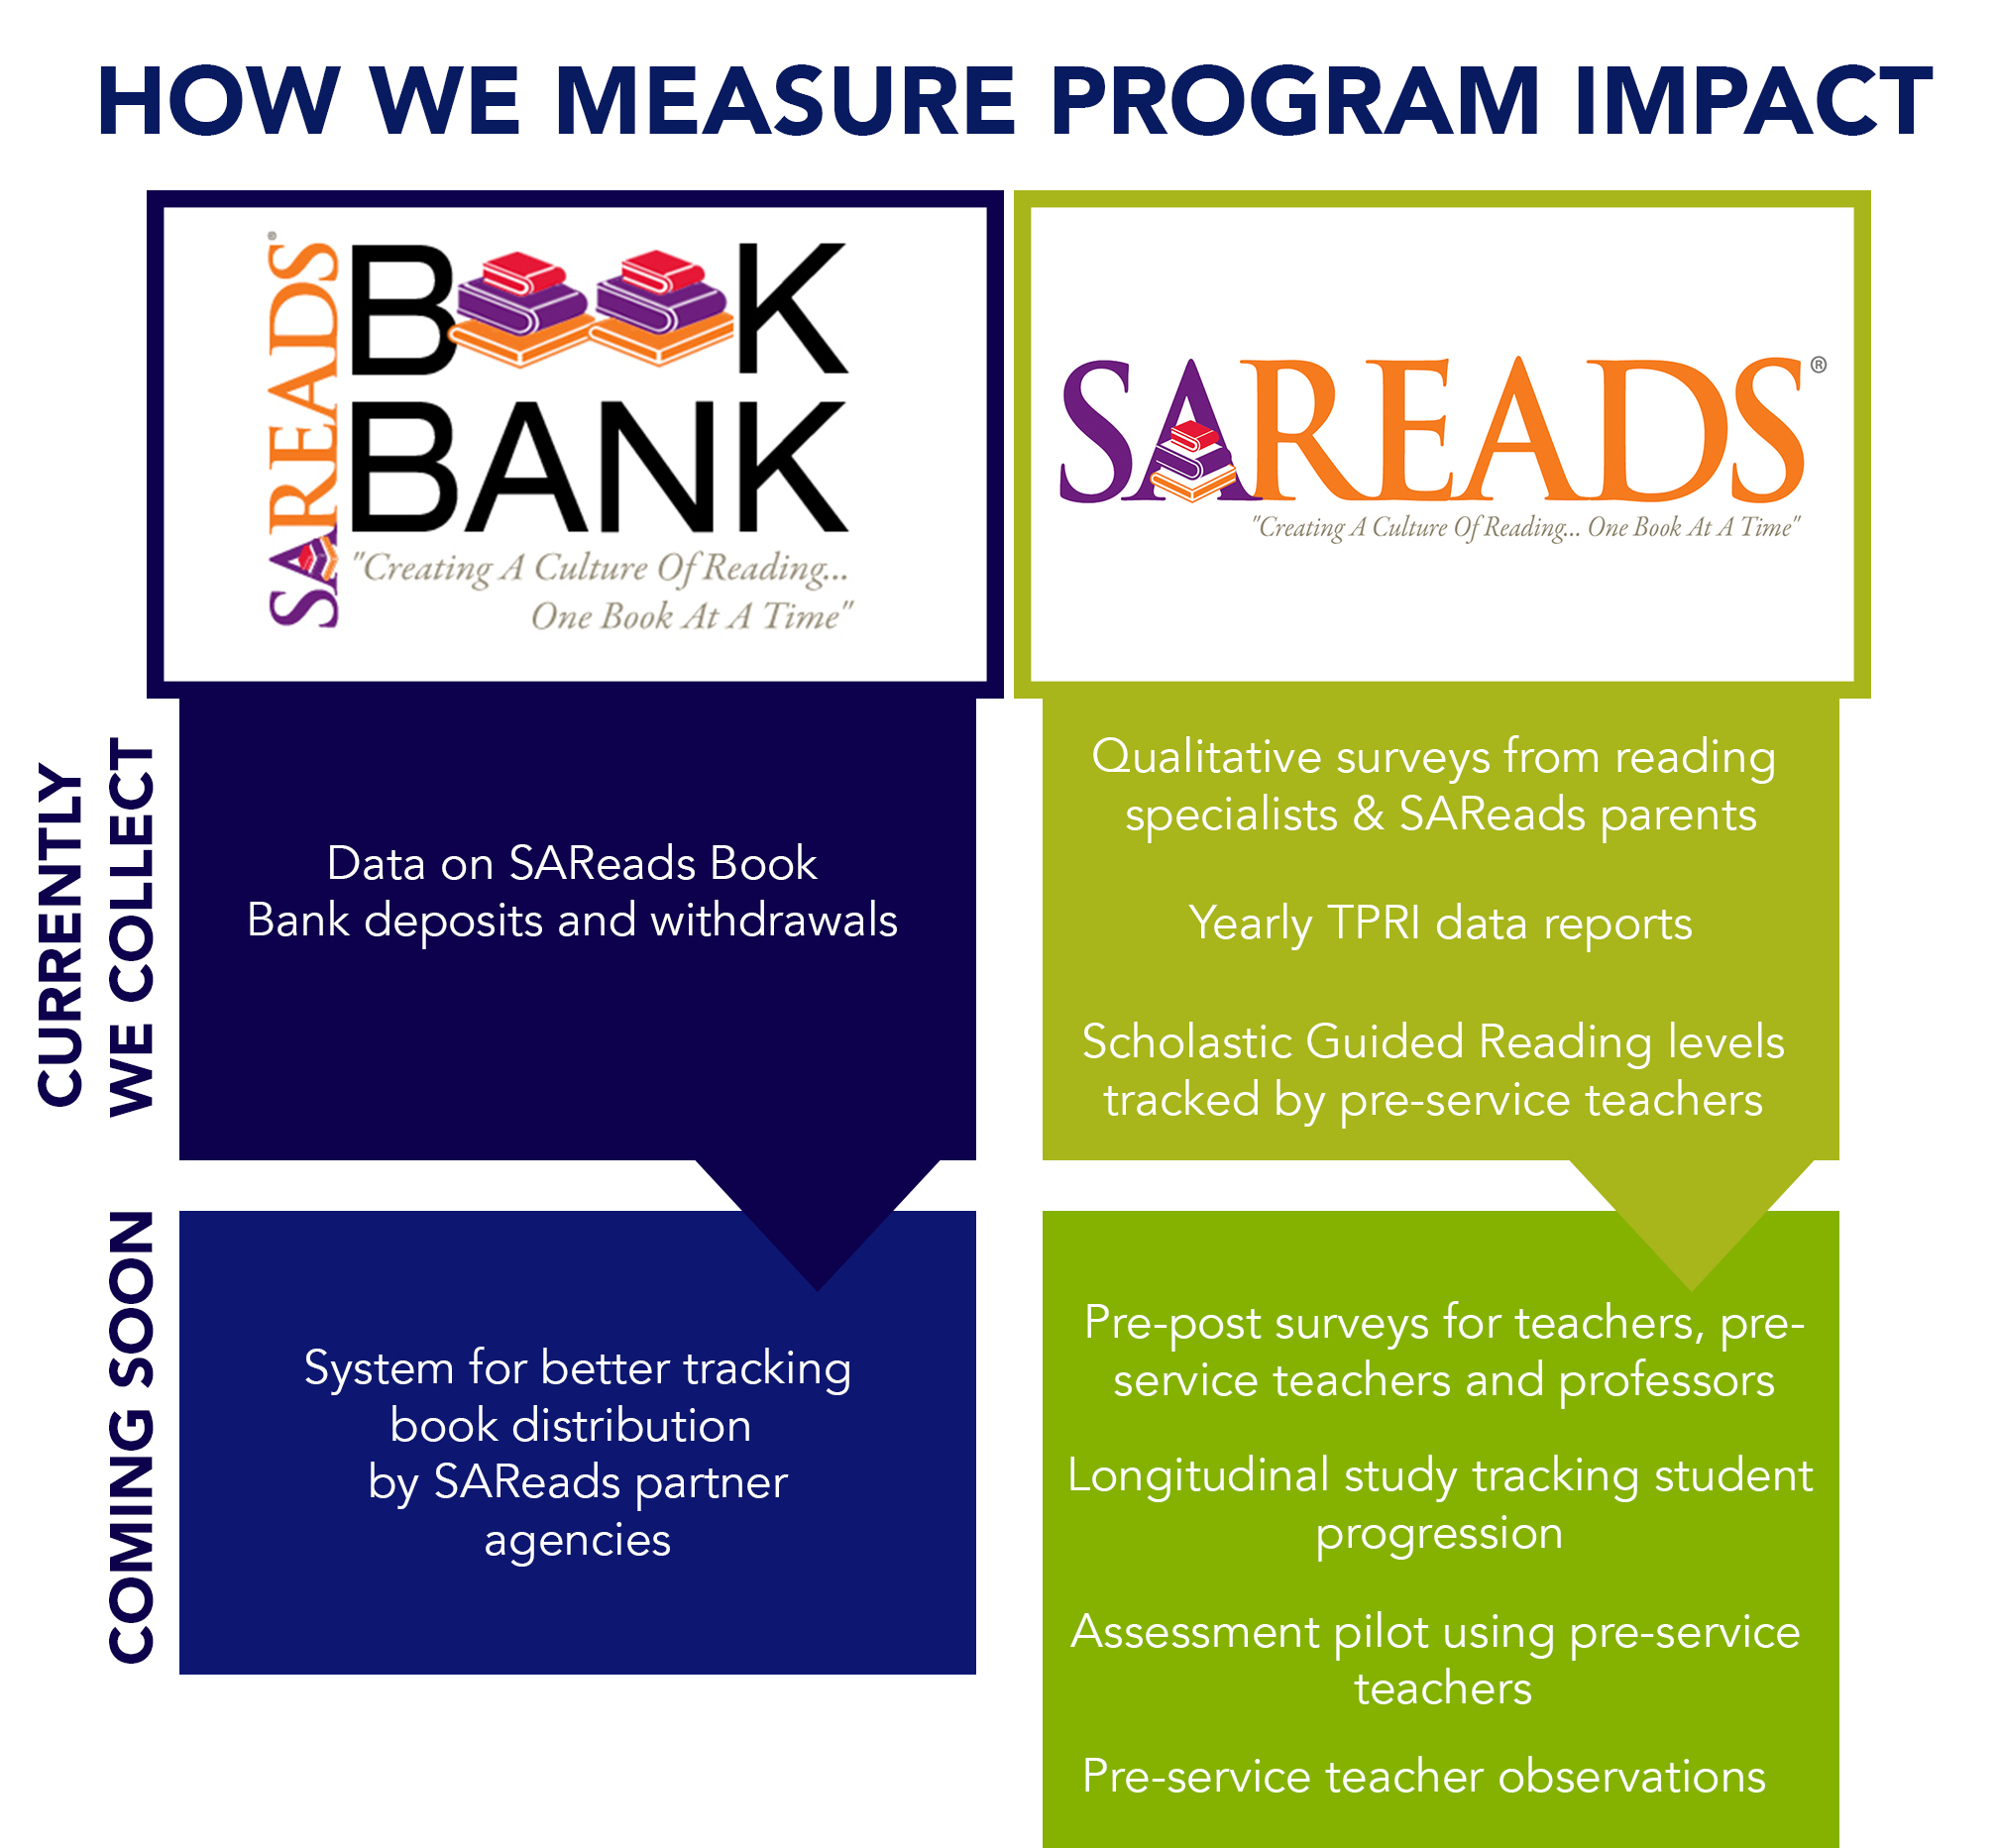 HOW WE MEASURE PROGRAM IMPACT
SAREADS®
BOOK
BANK
"Creating A Culture Of Reading...
One Book At A Time"
SAREADS®
"Creating A Culture Of Reading... One Book At A Time"
CURRENTLY
WE COLLECT
Data on SAReads Book
Bank deposits and withdrawals
Qualitative surveys from reading
specialists & SAReads parents
Yearly TPRI data reports
Scholastic Guided Reading levels
tracked by pre-service teachers
COMING SOON
System for better tracking
book distribution
by SAReads partner
agencies
Pre-post surveys for teachers, pre-
service teachers and professors
Longitudinal study tracking student
progression
Assessment pilot using pre-service
teachers
Pre-service teacher observations